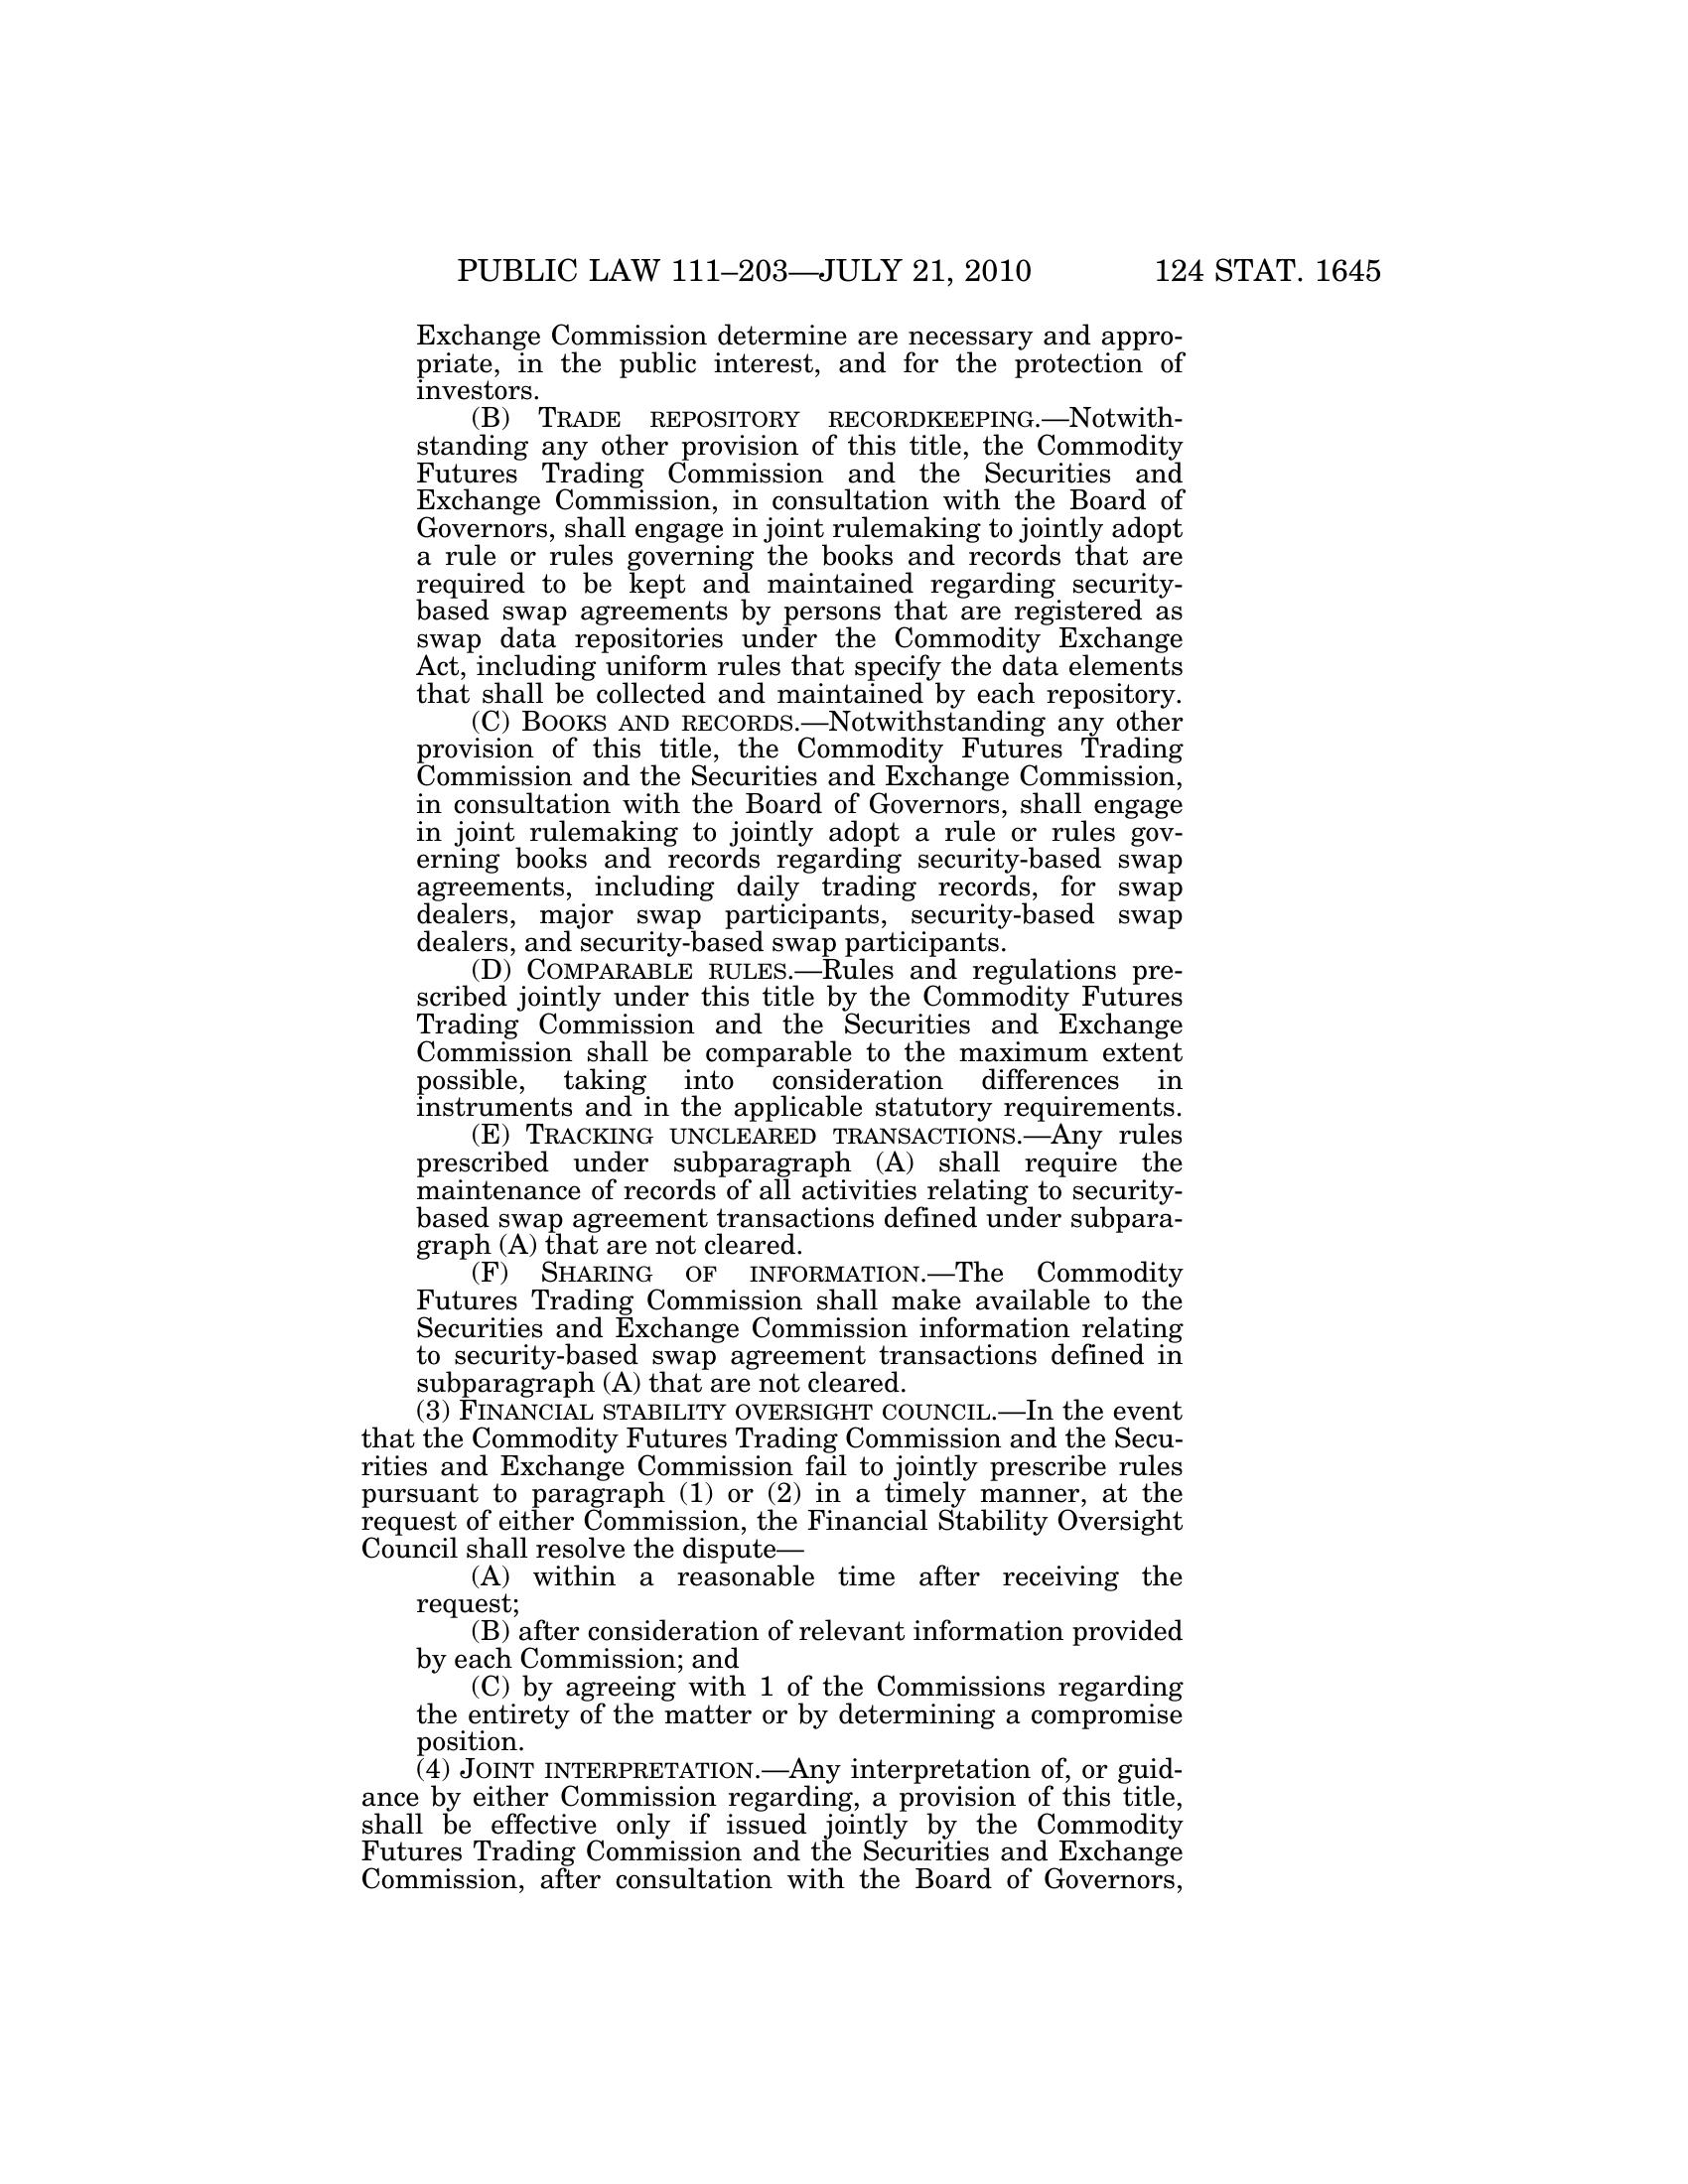 PUBLIC LAW 111–203—JULY 21, 2010 124 STAT. 1645
Exchange Commission determine are necessary and appro-
priate, in the public interest, and for the protection of
investors.
(B) TRADE REPOSITORY RECORDKEEPING.—Notwith-
standing any other provision of this title, the Commodity
Futures Trading Commission and the Securities and
Exchange Commission, in consultation with the Board of
Governors, shall engage in joint rulemaking to jointly adopt
a rule or rules governing the books and records that are
required to be kept and maintained regarding security-
based swap agreements by persons that are registered as
swap data repositories under the Commodity Exchange
Act, including uniform rules that specify the data elements
that shall be collected and maintained by each repository.
(C) BOOKS AND RECORDS.—Notwithstanding any other
provision of this title, the Commodity Futures Trading
Commission and the Securities and Exchange Commission,
in consultation with the Board of Governors, shall engage
in joint rulemaking to jointly adopt a rule or rules gov-
erning books and records regarding security-based swap
agreements, including daily trading records, for swap
dealers, major swap participants, security-based swap
dealers, and security-based swap participants.
(D) COMPARABLE RULES.—Rules and regulations pre-
scribed jointly under this title by the Commodity Futures
Trading Commission and the Securities and Exchange
Commission shall be comparable to the maximum extent
possible, taking into consideration differences in
instruments and in the applicable statutory requirements.
(E) TRACKING UNCLEARED TRANSACTIONS.—Any rules
prescribed under subparagraph (A) shall require the
maintenance of records of all activities relating to security-
based swap agreement transactions defined under subpara-
graph (A) that are not cleared.
(F) SHARING OF INFORMATION.—The Commodity
Futures Trading Commission shall make available to the
Securities and Exchange Commission information relating
to security-based swap agreement transactions defined in
subparagraph (A) that are not cleared.
(3) FINANCIAL STABILITY OVERSIGHT COUNCIL.—In the event
that the Commodity Futures Trading Commission and the Secu-
rities and Exchange Commission fail to jointly prescribe rules
pursuant to paragraph (1) or (2) in a timely manner, at the
request of either Commission, the Financial Stability Oversight
Council shall resolve the dispute—
(A) within a reasonable time after receiving the
request;
(B) after consideration of relevant information provided
by each Commission; and
(C) by agreeing with 1 of the Commissions regarding
the entirety of the matter or by determining a compromise
position.
(4) JOINT INTERPRETATION.—Any interpretation of, or guid-
ance by either Commission regarding, a provision of this title,
shall be effective only if issued jointly by the Commodity
Futures Trading Commission and the Securities and Exchange
Commission, after consultation with the Board of Governors,